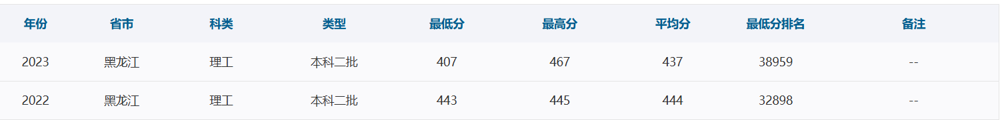 年份 省市 科类 类型 最低分 最高分 平均分 最低分排名 备注
2023 黑龙江 理工 本科二批 407 467 437 38959 --
2022 黑龙江 理工 本科二批 443 445 444 32898 --